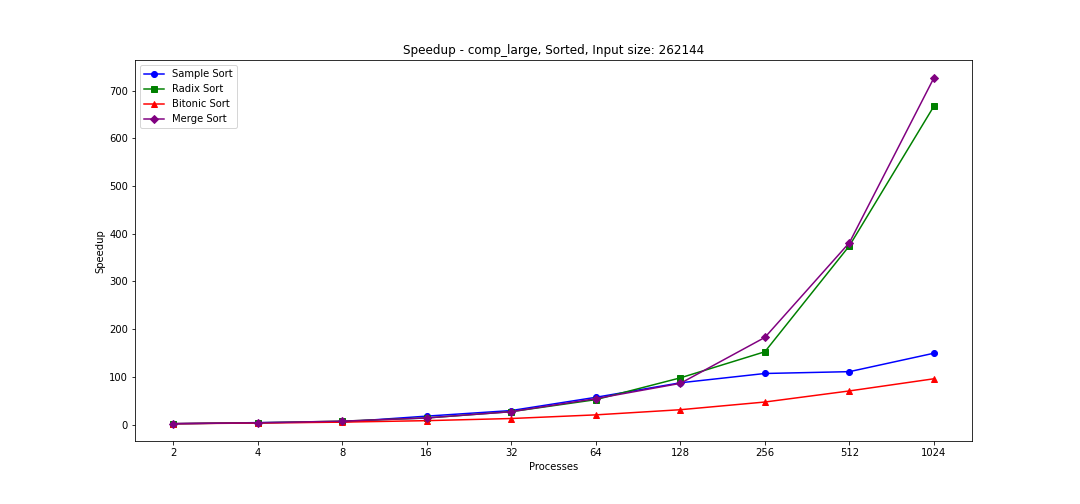 Speedup - comp_large, Sorted, Input size: 262144
Sample Sort
Radix Sort
Bitonic Sort
Merge Sort
700
600
500
400
300
200
100
0
Speedup
2 4 8 16 32 64 128 256 512 1024
Processes